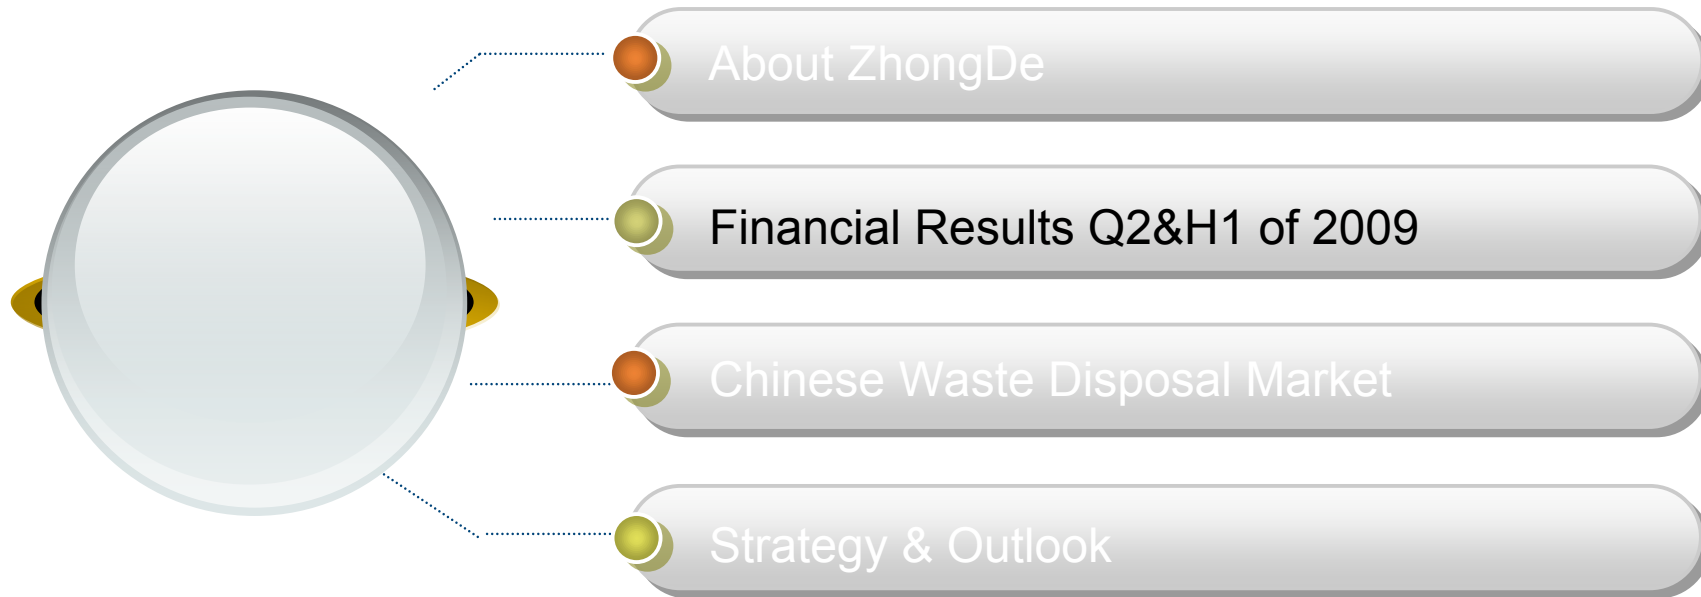 About ZhongDe
Financial Results Q2&H1 of 2009
Chinese Waste Disposal Market
Strategy & Outlook